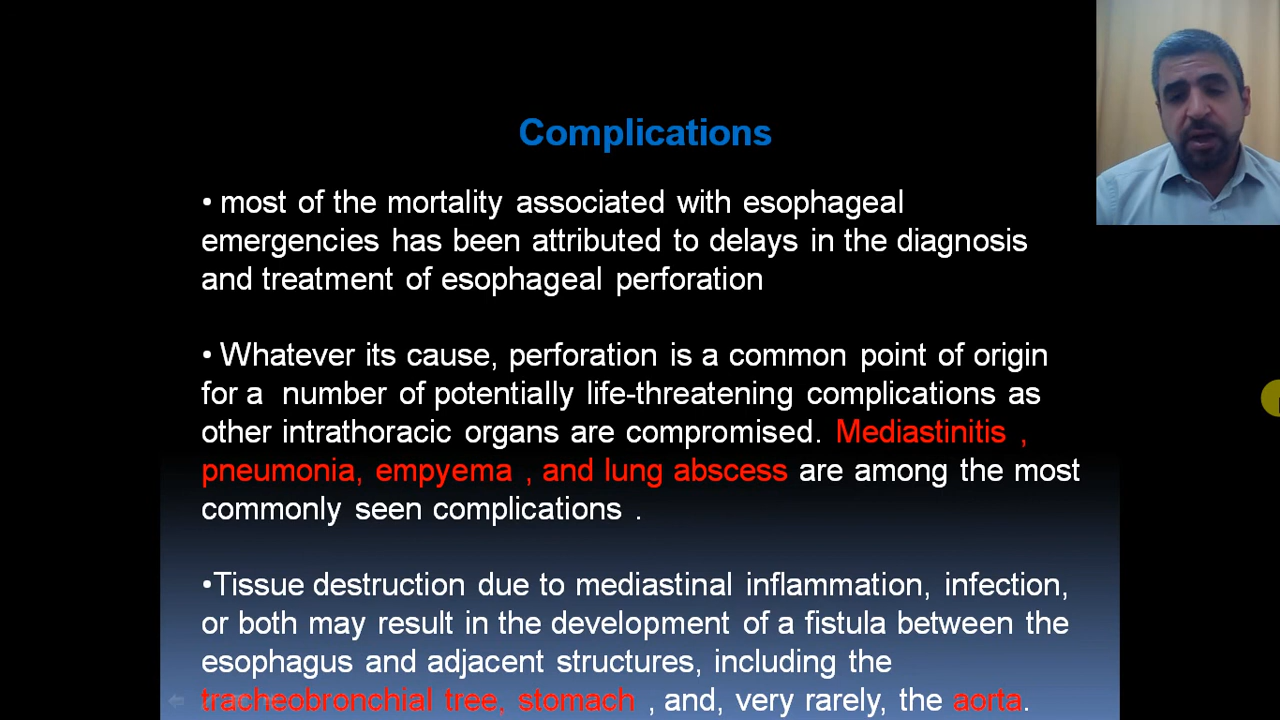 Complications
• most of the mortality associated with esophageal
emergencies has been attributed to delays in the diagnosis
and treatment of esophageal perforation
• Whatever its cause, perforation is a common point of origin
for a number of potentially life-threatening complications as
other intrathoracic organs are compromised. Mediastinitis ,
pneumonia, empyema , and lung abscess are among the most
commonly seen complications .
•Tissue destruction due to mediastinal inflammation, infection,
or both may result in the development of a fistula between the
esophagus and adjacent structures, including the
tracheobronchial tree, stomach , and, very rarely, the aorta.